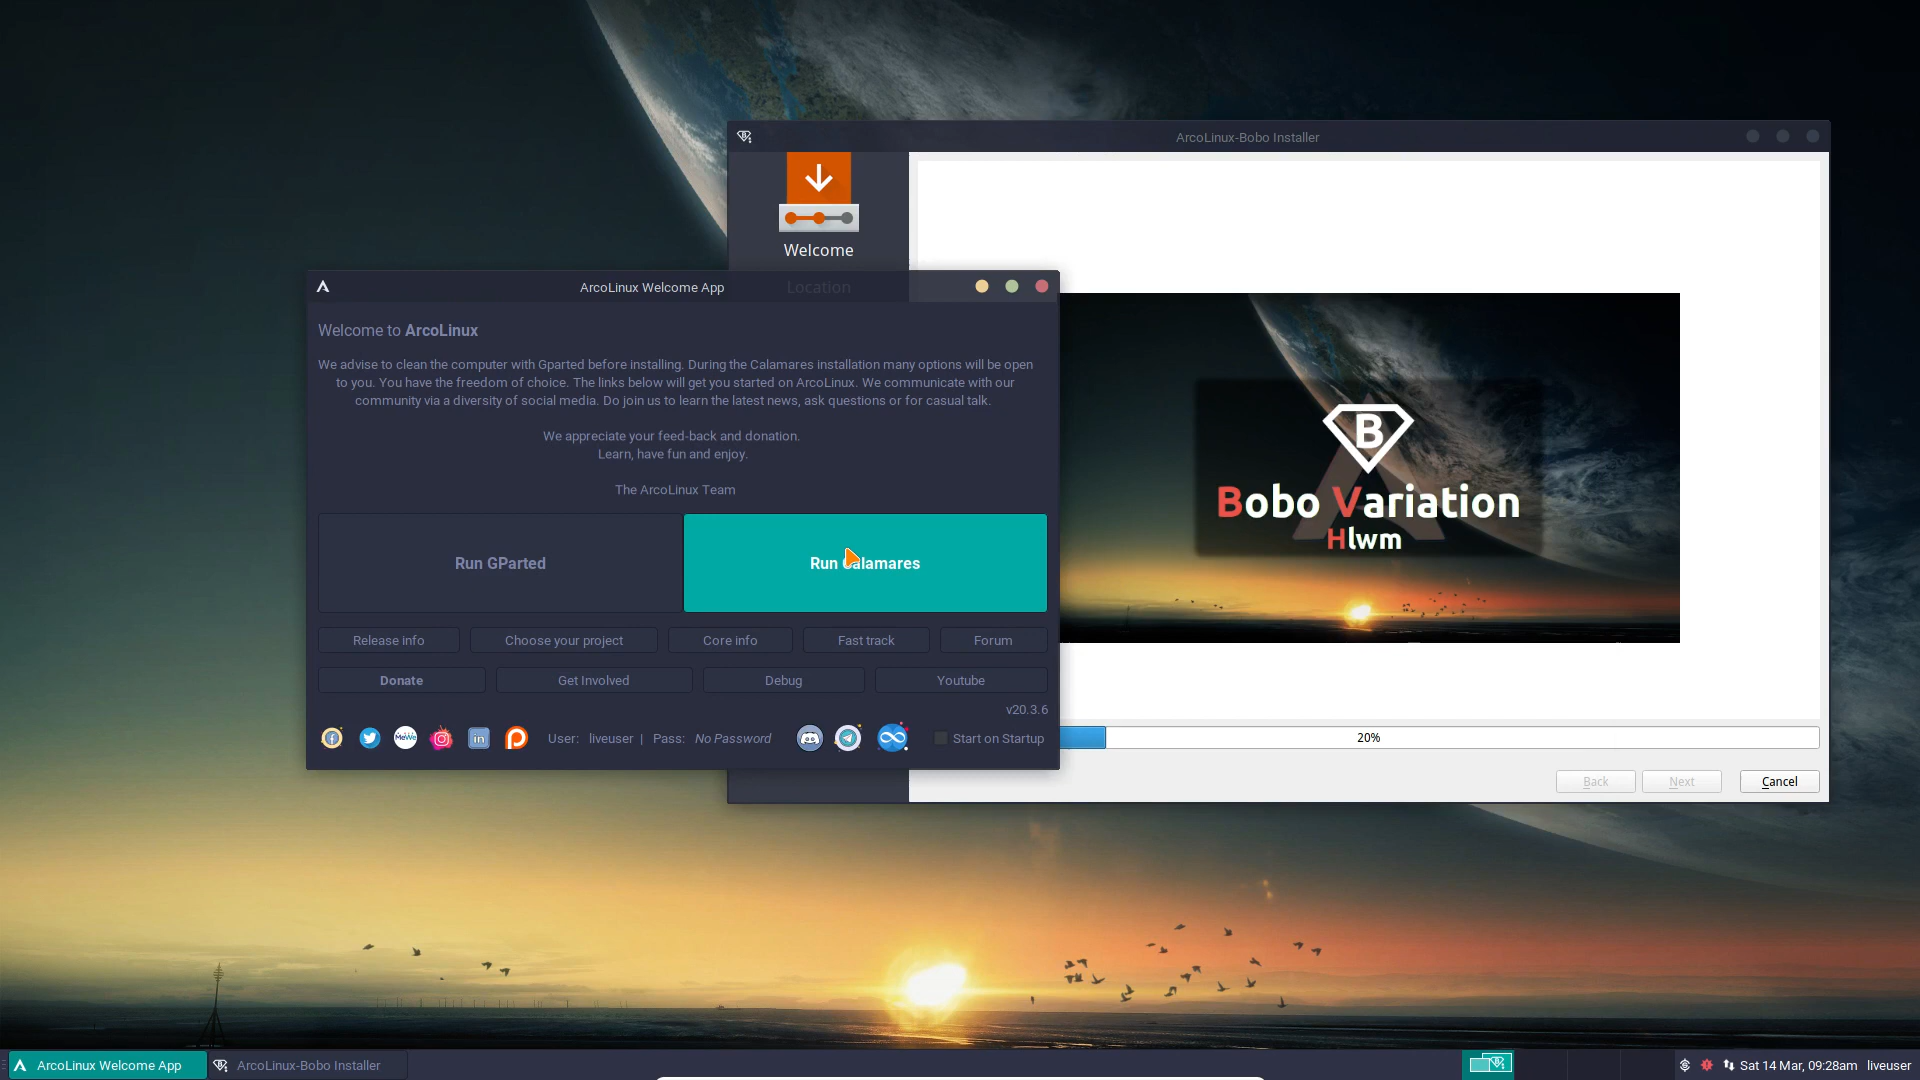 ArcoLinux-Bobo Installer
Welcome
Location
ArcoLinux Welcome App
Welcome to ArcoLinux
We advise to clean the computer with Gparted before installing. During the Calamares installation many options will be open
to you. You have the freedom of choice. The links below will get you started on ArcoLinux. We communicate with our
community via a diversity of social media. Do join us to learn the latest news, ask questions or for casual talk.
We appreciate your feed-back and donation.
Learn, have fun and enjoy.
The ArcoLinux Team
Run GParted
Run Calamares
Release info
Choose your project
Core info
Fast track
Forum
Donate
Get Involved
Debug
Youtube
v20.3.6
MeWe
in
User: liveuser | Pass: No Password
Start on Startup
B
Bobo Variation
Hlwm
20%
Back
Next
Cancel
ArcoLinux Welcome App
ArcoLinux-Bobo Installer
Sat 14 Mar, 09:28am
liveuser